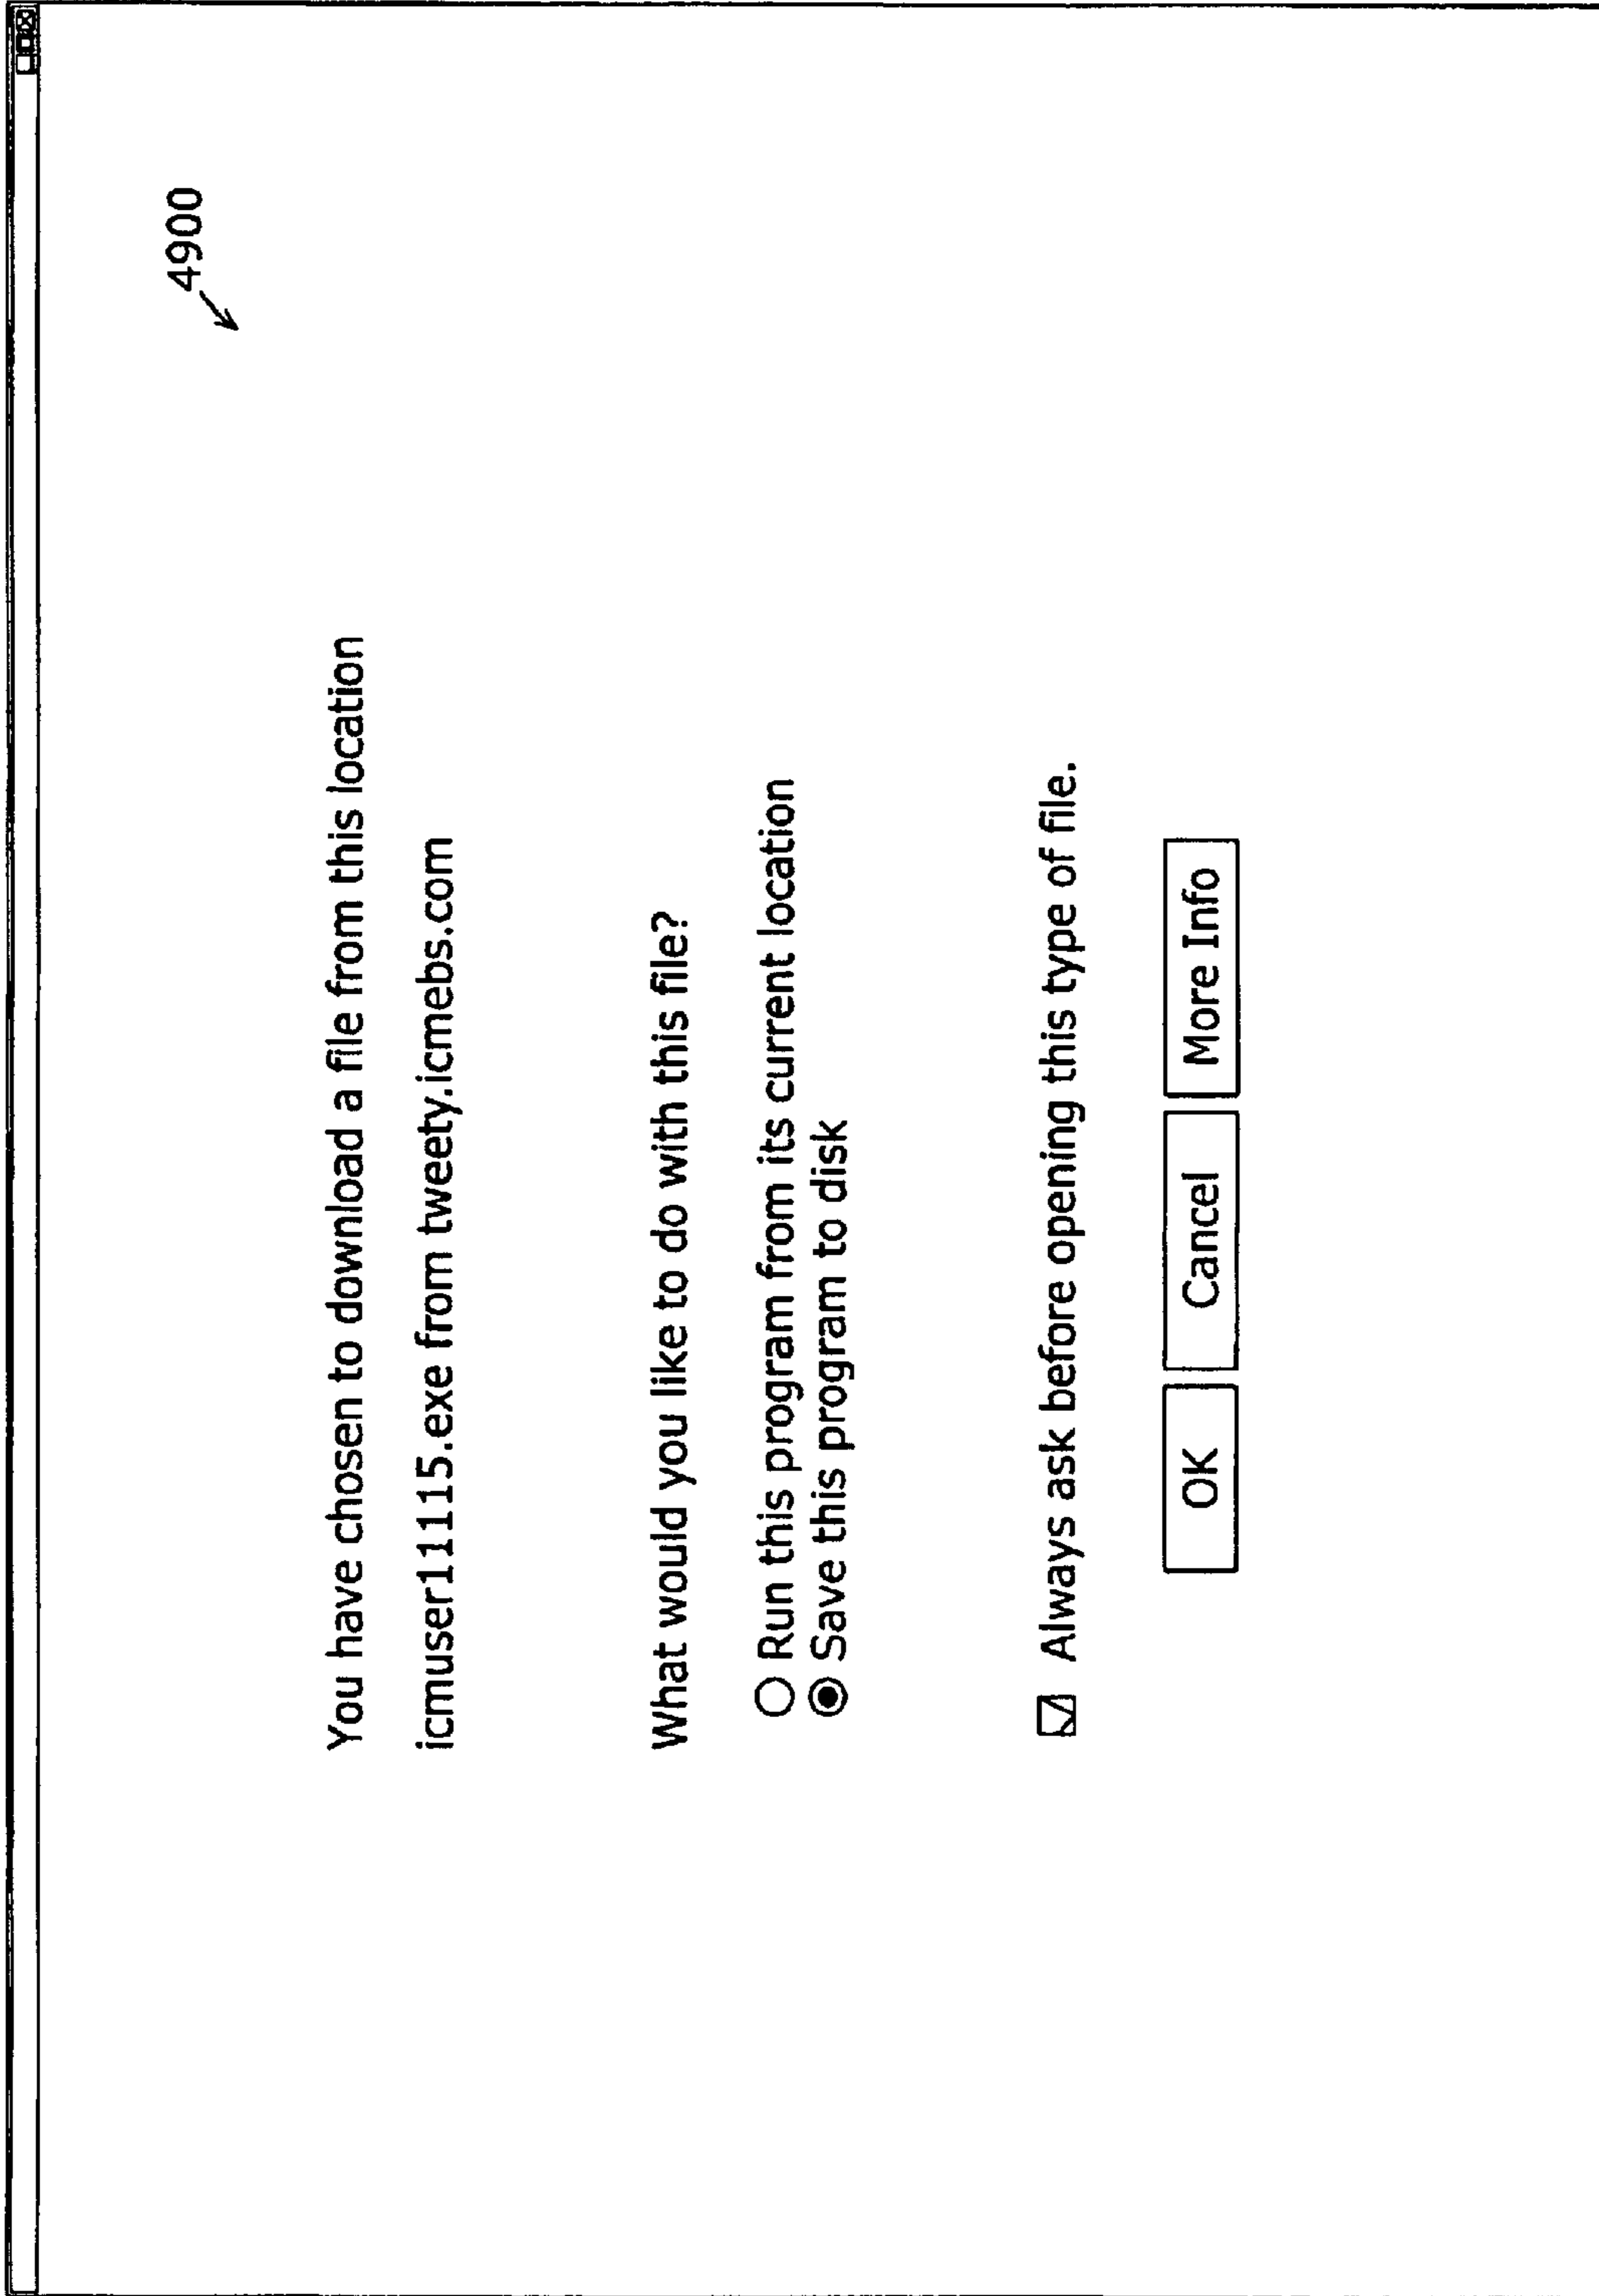 4900
You have chosen to download a file from this location
icmuser11115.exe from tweety.icmebs.com
What would you like to do with this file?
Run this program from its current location
Save this program to disk
Always ask before opening this type of file.
OK Cancel More Info